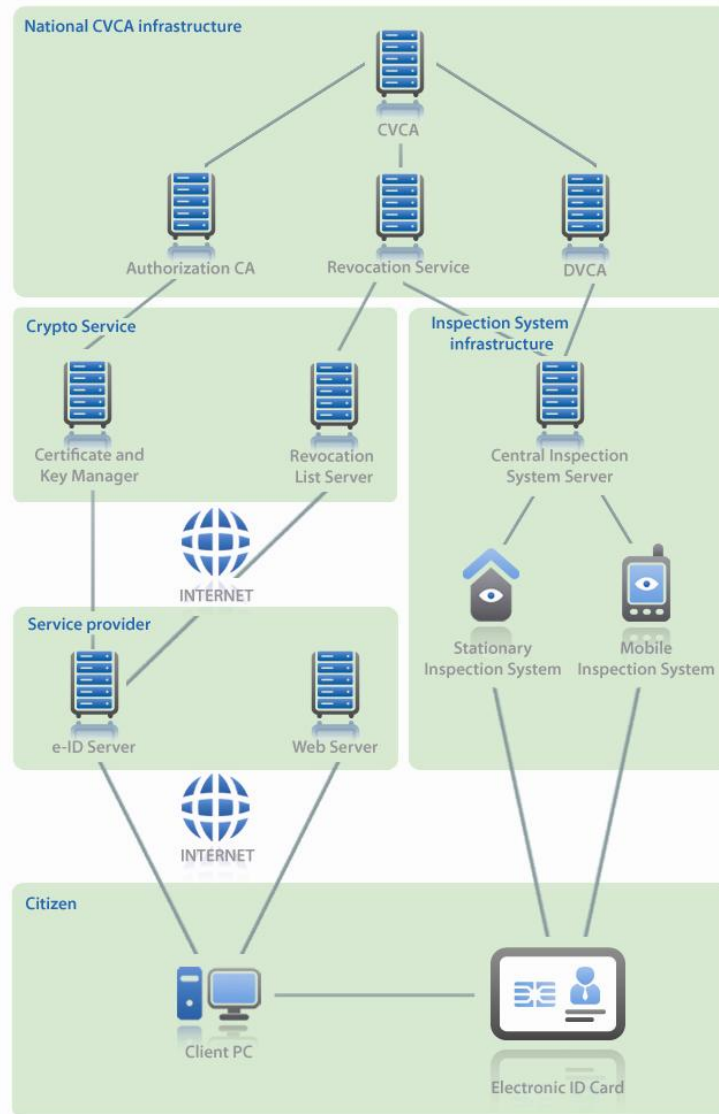 National CVCA infrastructure
CVCA
Authorization CA
Revocation Service
DVCA
Crypto Service
Certificate and
Key Manager
Revocation
List Server
Inspection System
infrastructure
Central Inspection
System Server
INTERNET
Stationary
Inspection System
Mobile
Inspection System
Service provider
e-ID Server
Web Server
INTERNET
Citizen
Client PC
Electronic ID Card